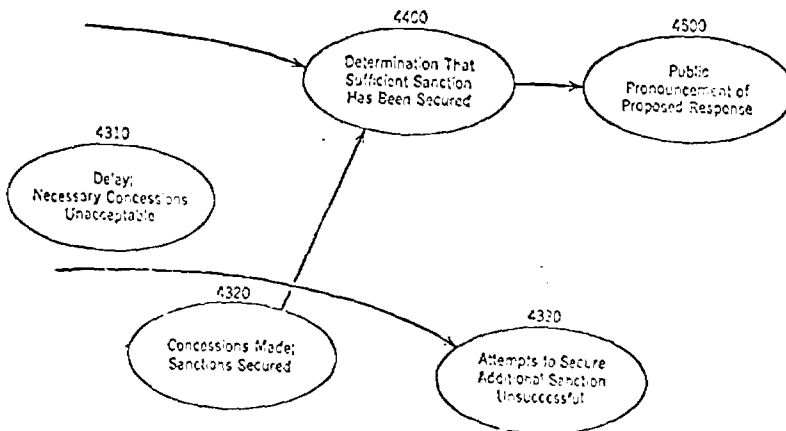 4400
Determination That
Sufficient Sanction
Has Been Secured
4500
Public
Pronouncement of
Proposed Response
4310
Delay;
Necessary Concessions
Unacceptable
4320
Concessions Made;
Sanctions Secured
4330
Attempts to Secure
Additional Sanction
Unsuccessful